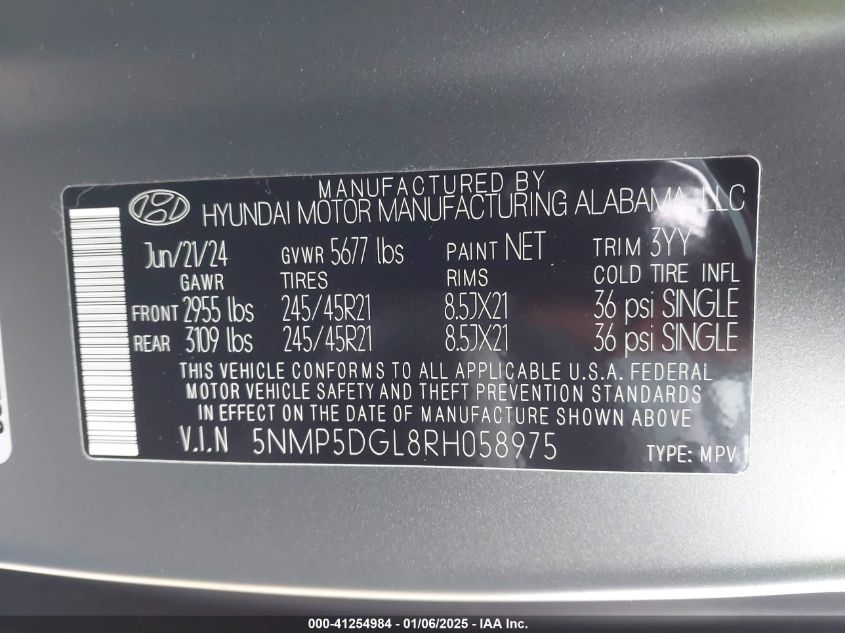 MANUFACTURED BY
HYUNDAI MOTOR MANUFACTURING ALABAMA, LLC
Jun/21/24 GVWR 5677 lbs PAINT NET TRIM 3YY
GAWR TIRES RIMS COLD TIRE INFL
FRONT 2955 lbs 245/45R21 8.5JX21 36 psi SINGLE
REAR 3109 lbs 245/45R21 8.5JX21 36 psi SINGLE
THIS VEHICLE CONFORMS TO ALL APPLICABLE U.S.A. FEDERAL
MOTOR VEHICLE SAFETY AND THEFT PREVENTION STANDARDS
IN EFFECT ON THE DATE OF MANUFACTURE SHOWN ABOVE
V.I.N 5NMP5DGL8RH058975 TYPE: MPV
000-41254984 - 01/06/2025 - IAA Inc.